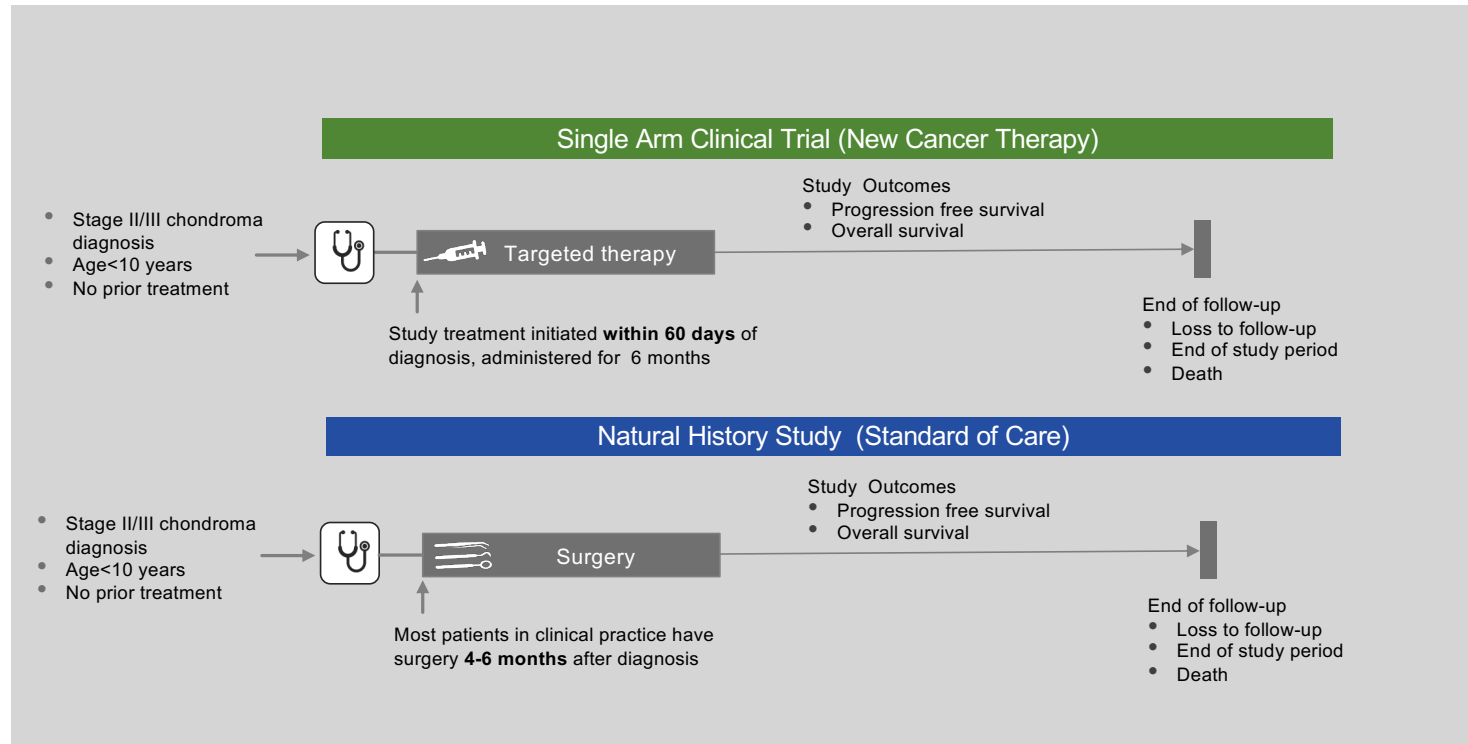 Single Arm Clinical Trial (New Cancer Therapy)
Stage II/III chondroma
diagnosis
Age<10 years
No prior treatment
Targeted therapy
Study treatment initiated within 60 days of
diagnosis, administered for 6 months
Study Outcomes
Progression free survival
Overall survival
End of follow-up
Loss to follow-up
End of study period
Death
Natural History Study (Standard of Care)
Stage II/III chondroma
diagnosis
Age<10 years
No prior treatment
Surgery
Most patients in clinical practice have
surgery 4-6 months after diagnosis
Study Outcomes
Progression free survival
Overall survival
End of follow-up
Loss to follow-up
End of study period
Death